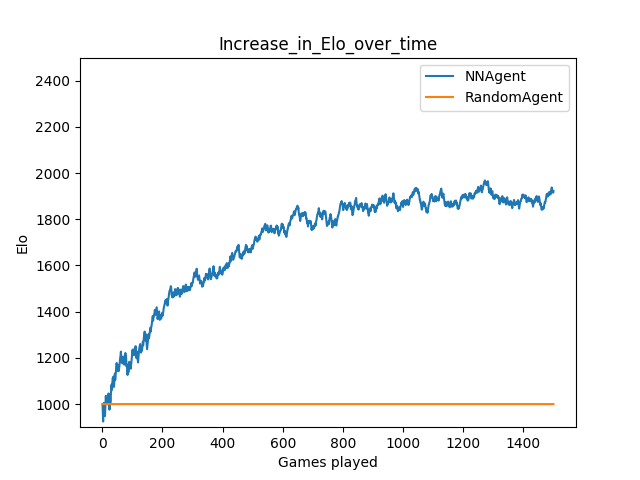 Increase_in_Elo_over_time
NNAgent
RandomAgent
2400
2200
2000
1800
1600
1400
1200
1000
Elo
0 200 400 600 800 1000 1200 1400
Games played